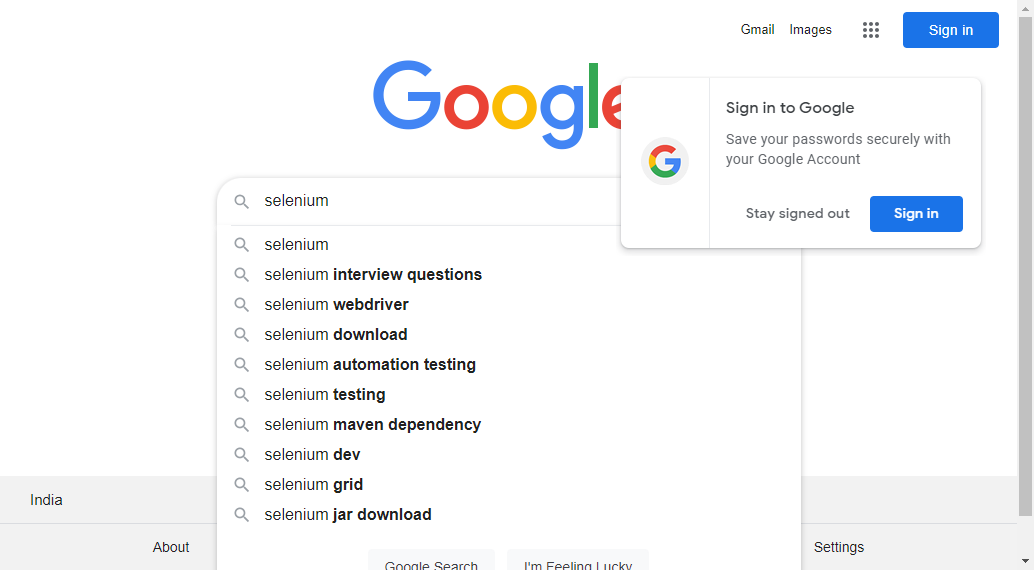 Gmail Images Sign in
Google
Sign in to Google
Save your passwords securely with
your Google Account
Stay signed out Sign in
selenium
selenium
selenium interview questions
selenium webdriver
selenium download
selenium automation testing
selenium testing
selenium maven dependency
selenium dev
selenium grid
selenium jar download
Google Search I'm Feeling Lucky
India
About Settings